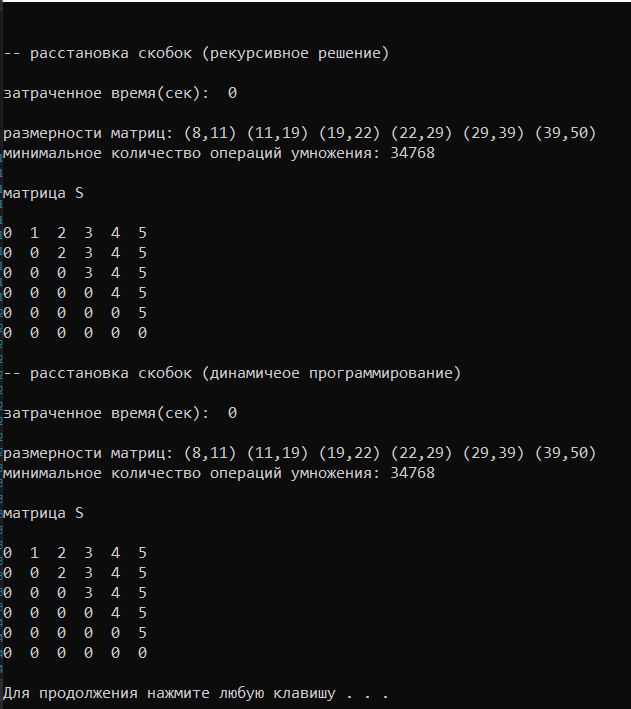 -- расстановка скобок (рекурсивное решение)
затраченное время(сек):  0
размерности матриц: (8,11) (11,19) (19,22) (22,29) (29,39) (39,50)
минимальное количество операций умножения: 34768
матрица S
0  1  2  3  4  5
0  0  2  3  4  5
0  0  0  3  4  5
0  0  0  0  4  5
0  0  0  0  0  5
0  0  0  0  0  0
-- расстановка скобок (динамичеое программирование)
затраченное время(сек):  0
размерности матриц: (8,11) (11,19) (19,22) (22,29) (29,39) (39,50)
минимальное количество операций умножения: 34768
матрица S
0  1  2  3  4  5
0  0  2  3  4  5
0  0  0  3  4  5
0  0  0  0  4  5
0  0  0  0  0  5
0  0  0  0  0  0
Для продолжения нажмите любую клавишу . . .